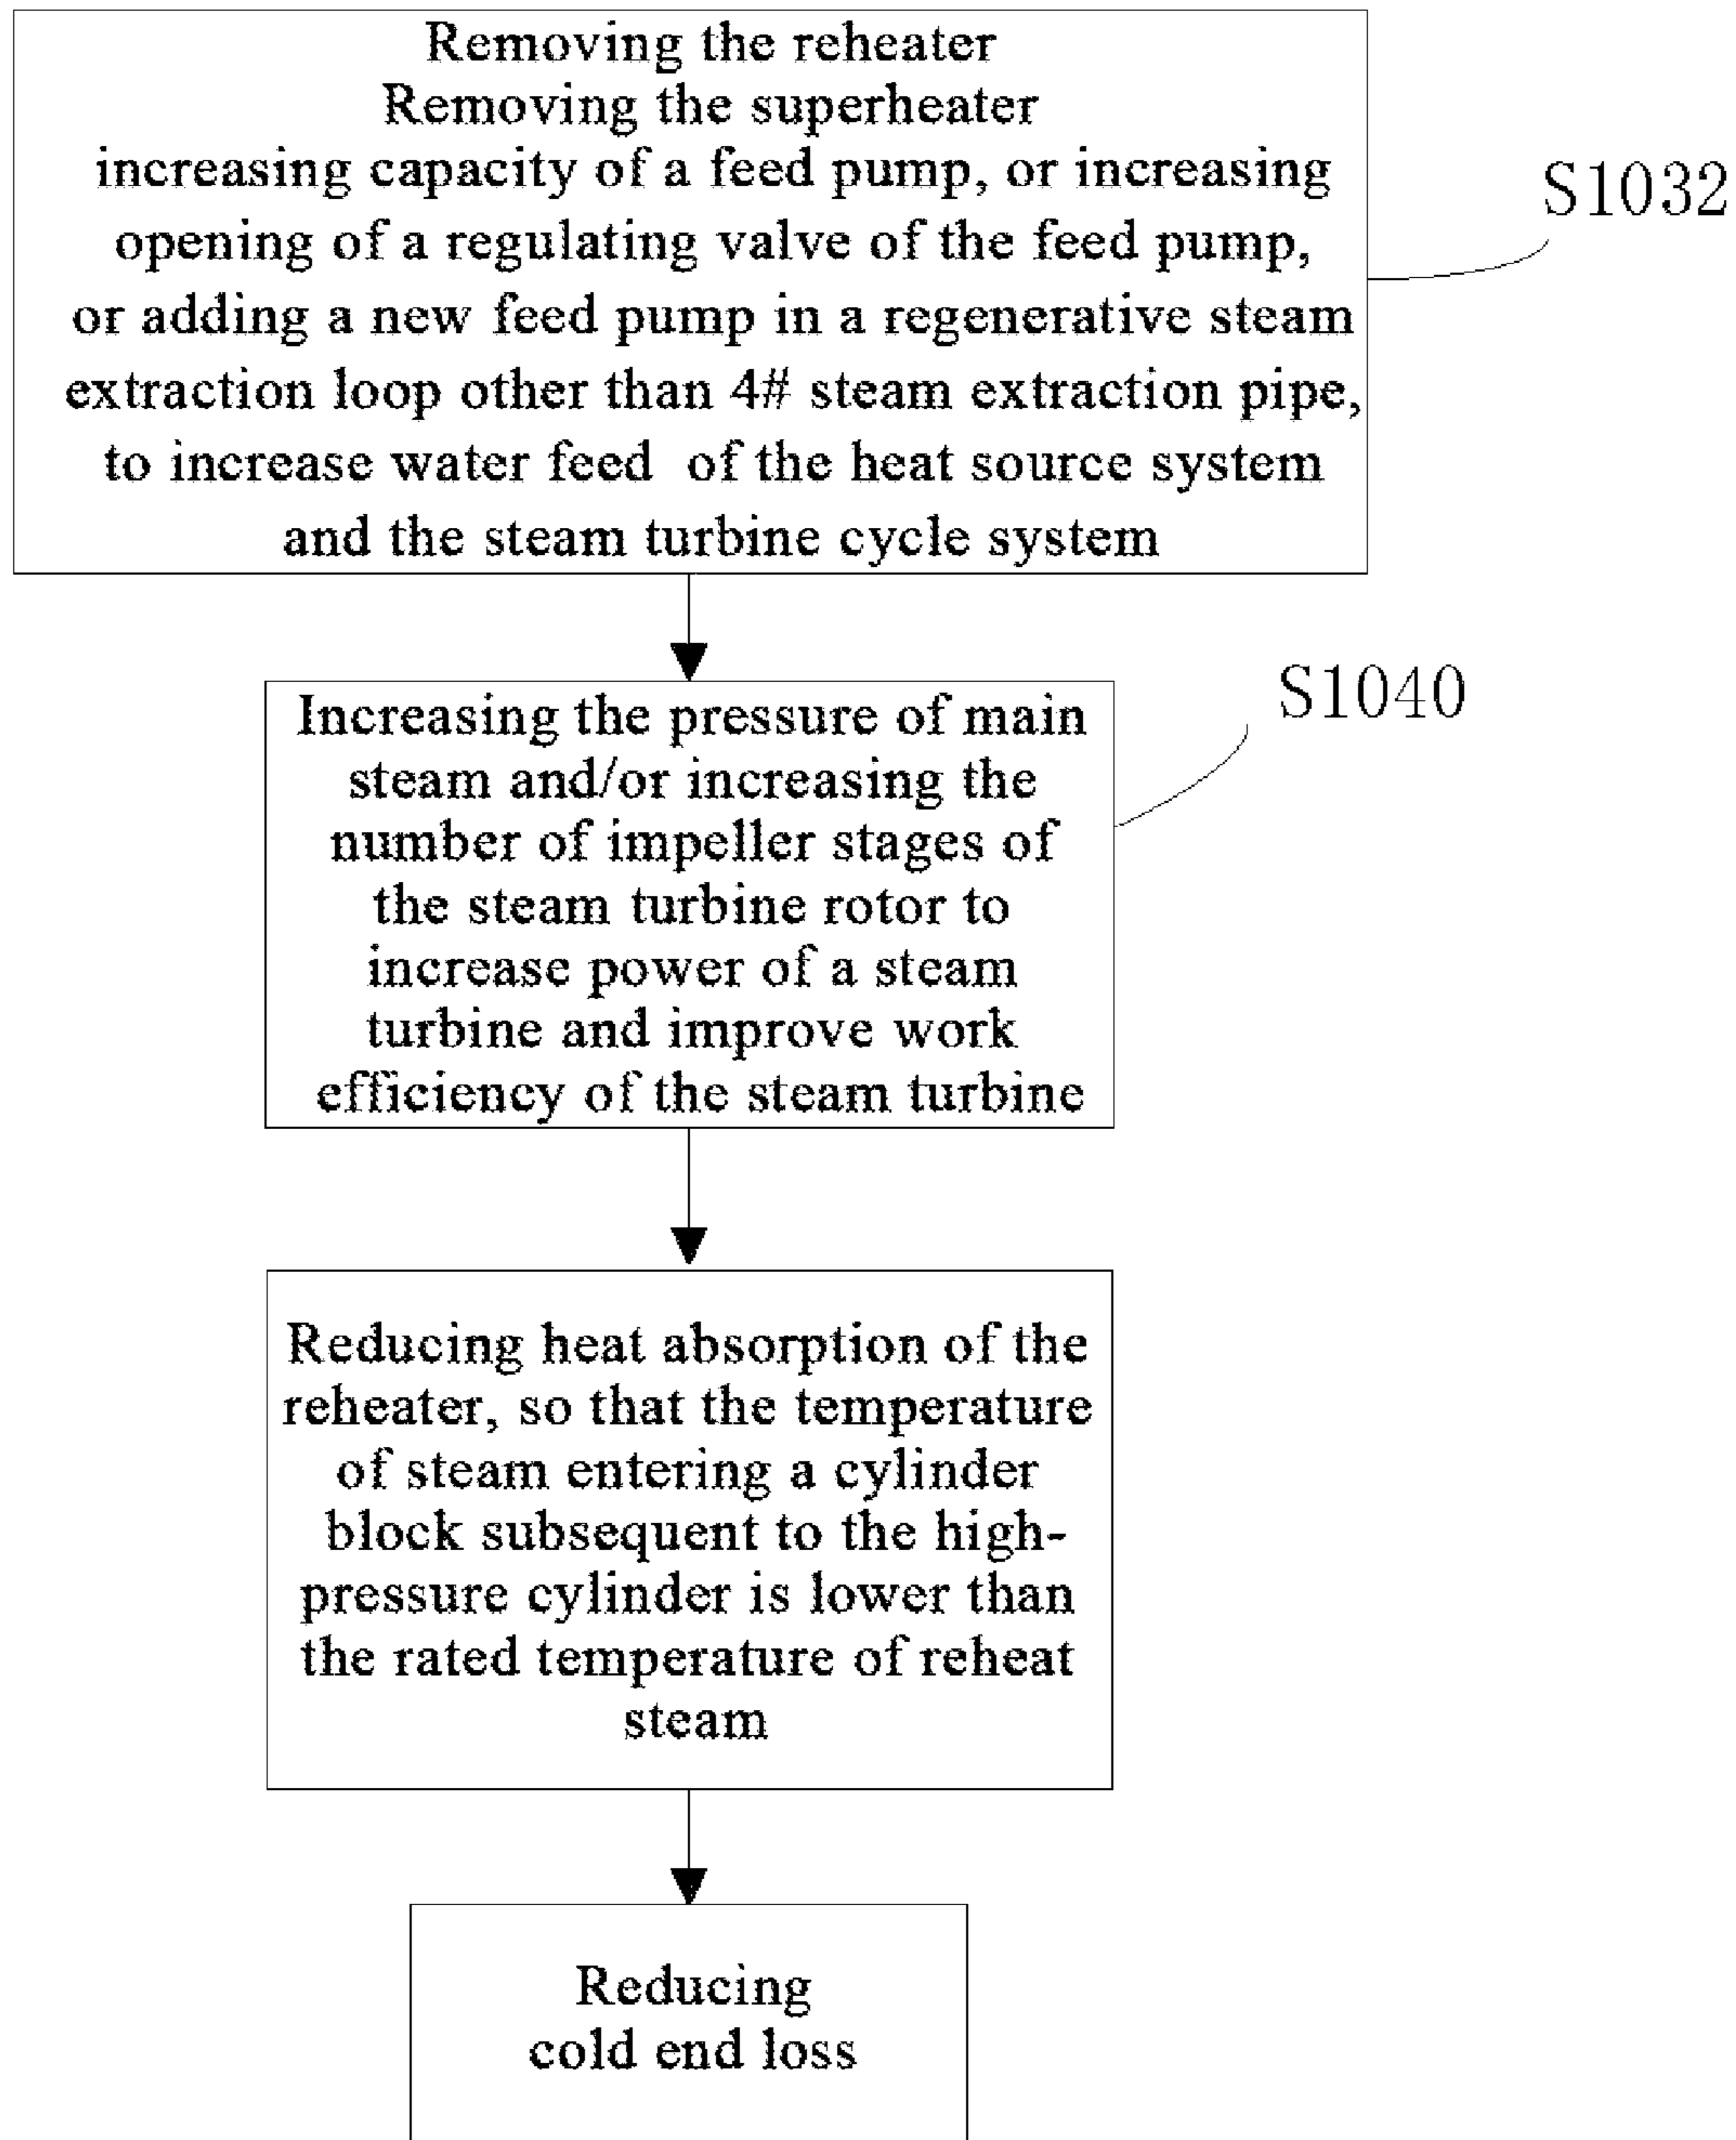 Removing the reheater
Removing the superheater
increasing capacity of a feed pump, or increasing
opening of a regulating valve of the feed pump,
or adding a new feed pump in a regenerative steam
extraction loop other than 4# steam extraction pipe,
to increase water feed of the heat source system
and the steam turbine cycle system
S1032
Increasing the pressure of main
steam and/or increasing the
number of impeller stages of
the steam turbine rotor to
increase power of a steam
turbine and improve work
efficiency of the steam turbine
S1040
Reducing heat absorption of the
reheater, so that the temperature
of steam entering a cylinder
block subsequent to the high-
pressure cylinder is lower than
the rated temperature of reheat
steam
Reducing
cold end loss